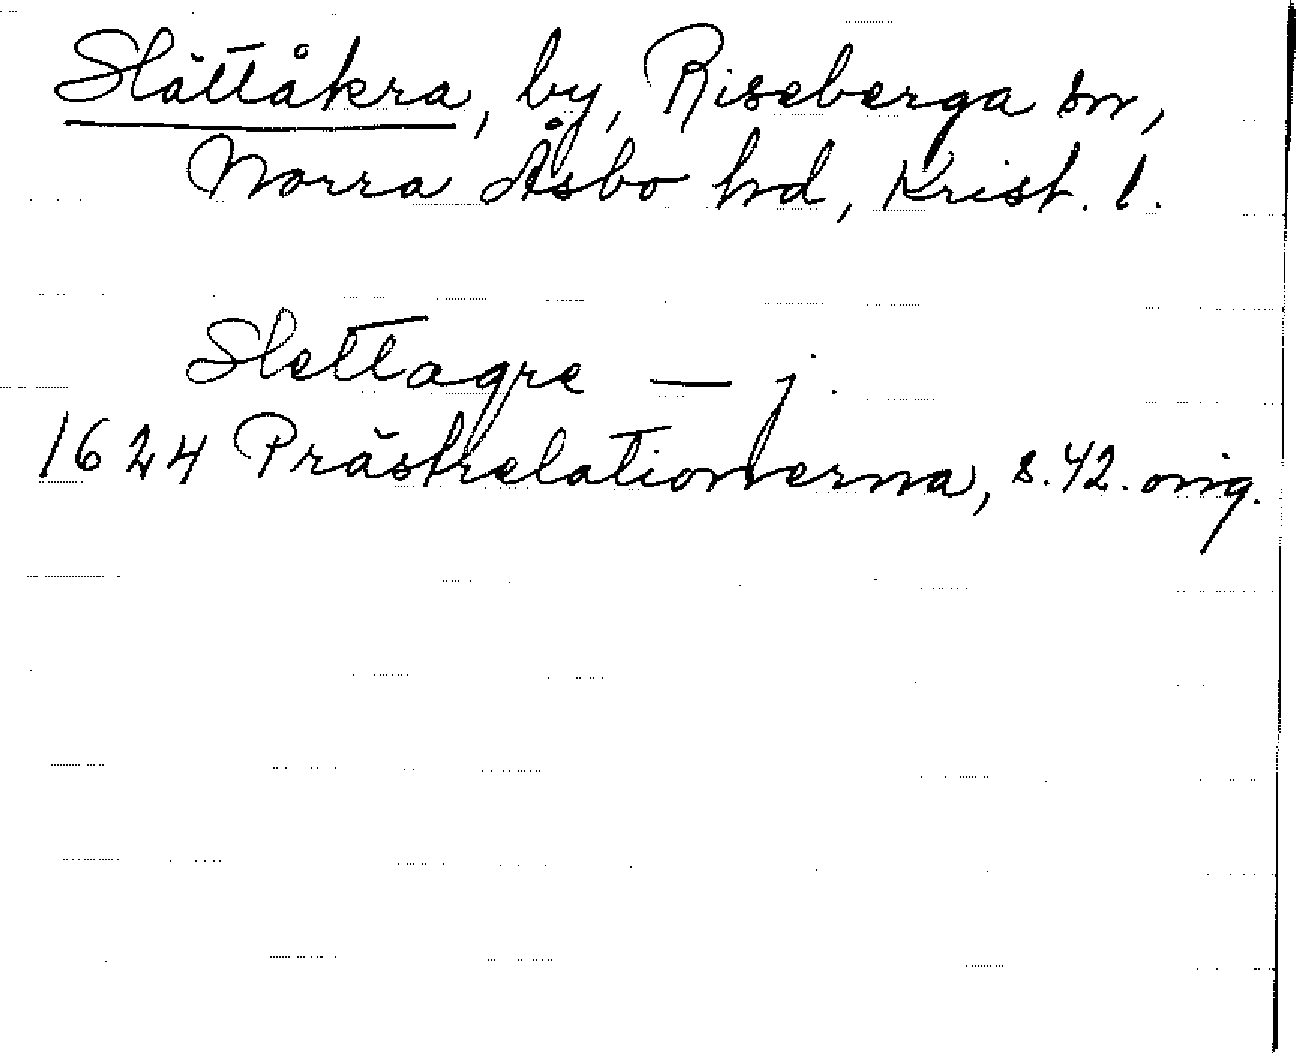 Slättåkra, by, Riseberga sn,
Norra Åsbo hd, Krist. l.
Slettagre — j.
1624 Prästrelationerna, s. 42. orig.